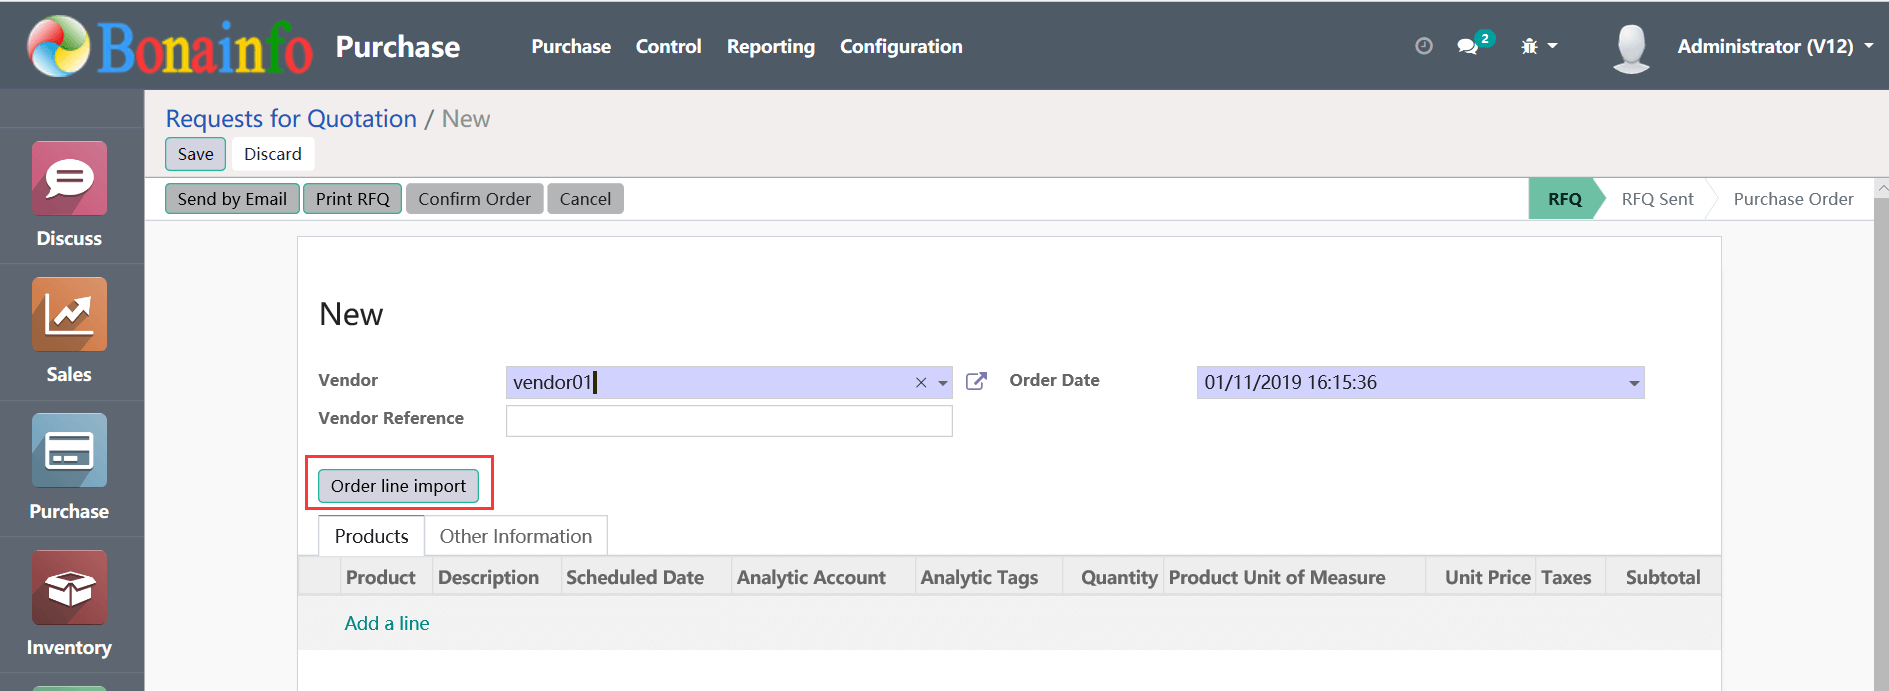 Bonainfo Purchase Purchase Control Reporting Configuration 2 Administrator (V12)
Requests for Quotation / New
Save Discard
Send by Email Print RFQ Confirm Order Cancel RFQ RFQ Sent Purchase Order
Discuss
Sales
Purchase
Inventory
New
Vendor vendor01 Order Date 01/11/2019 16:15:36
Vendor Reference
Order line import
Products Other Information
Product Description Scheduled Date Analytic Account Analytic Tags Quantity Product Unit of Measure Unit Price Taxes Subtotal
Add a line